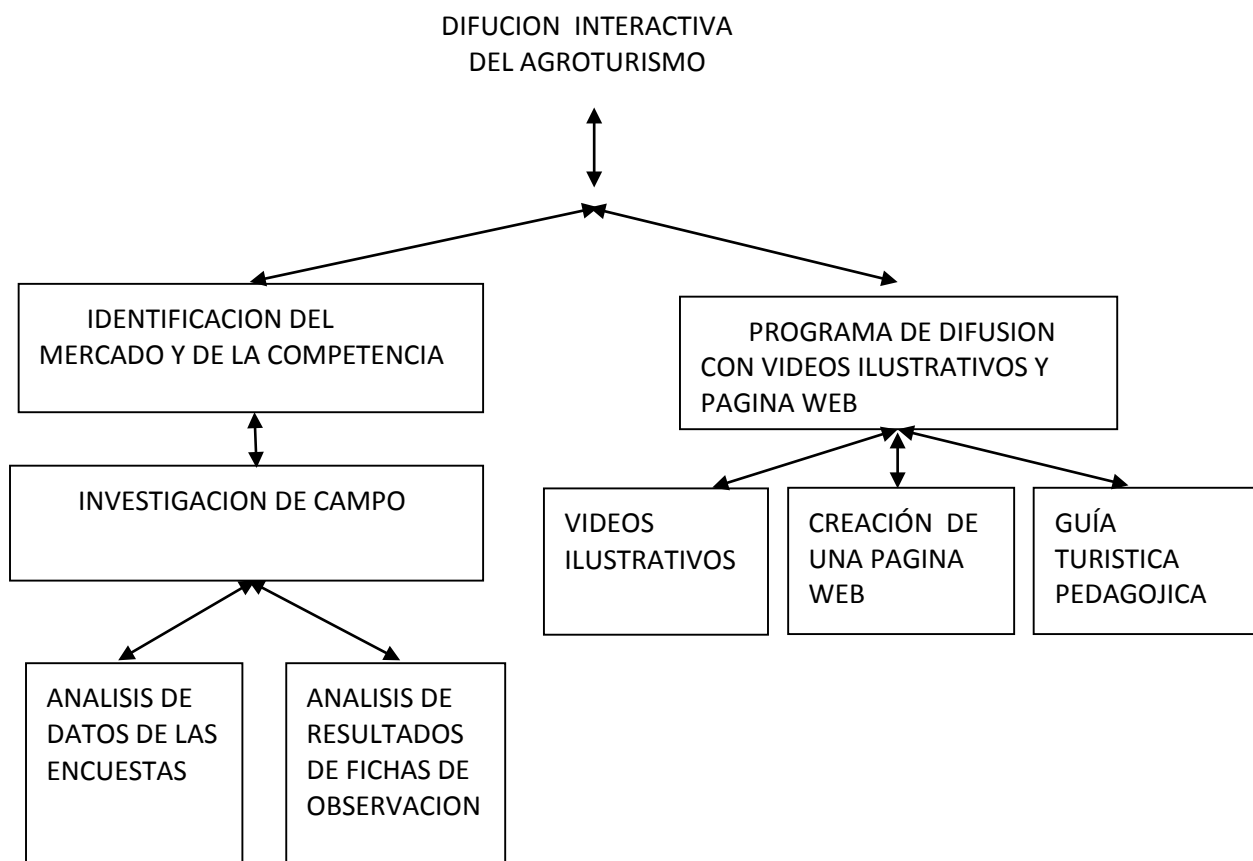 DIFUCION INTERACTIVA
DEL AGROTURISMO
IDENTIFICACION DEL
MERCADO Y DE LA COMPETENCIA
PROGRAMA DE DIFUSION
CON VIDEOS ILUSTRATIVOS Y
PAGINA WEB
INVESTIGACION DE CAMPO
VIDEOS
ILUSTRATIVOS
CREACIÓN DE
UNA PAGINA
WEB
GUÍA
TURISTICA
PEDAGOJICA
ANALISIS DE
DATOS DE LAS
ENCUESTAS
ANALISIS DE
RESULTADOS
DE FICHAS DE
OBSERVACION